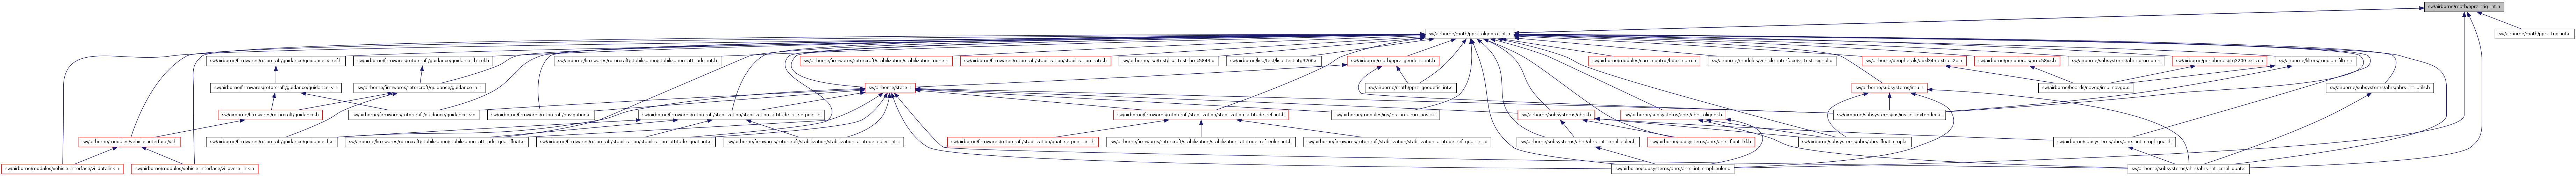 sw/airborne/math/pprz_trig_int.h
sw/airborne/math/pprz_algebra_int.h
sw/airborne/math/pprz_trig_int.c
sw/airborne/firmwares/rotorcraft/guidance/guidance_v_ref.h
sw/airborne/firmwares/rotorcraft/guidance/guidance_h_ref.h
sw/airborne/firmwares/rotorcraft/stabilization/stabilization_attitude_int.h
sw/airborne/firmwares/rotorcraft/stabilization/stabilization_none.h
sw/airborne/firmwares/rotorcraft/stabilization/stabilization_rate.h
sw/airborne/lisa/test/lisa_test_hmc5843.c
sw/airborne/lisa/test/lisa_test_itg3200.c
sw/airborne/math/pprz_geodetic_int.h
sw/airborne/modules/cam_control/booz_cam.h
sw/airborne/modules/vehicle_interface/vi_test_signal.c
sw/airborne/peripherals/adxl345.extra_i2c.h
sw/airborne/peripherals/hmc58xx.h
sw/airborne/subsystems/abi_common.h
sw/airborne/peripherals/itg3200.extra.h
sw/airborne/filters/median_filter.h
sw/airborne/firmwares/rotorcraft/guidance/guidance_v.h
sw/airborne/firmwares/rotorcraft/guidance/guidance_h.h
sw/airborne/state.h
sw/airborne/math/pprz_geodetic_int.c
sw/airborne/subsystems/imu.h
sw/airborne/boards/navgo/imu_navgo.c
sw/airborne/subsystems/ahrs/ahrs_int_utils.h
sw/airborne/firmwares/rotorcraft/guidance.h
sw/airborne/firmwares/rotorcraft/guidance/guidance_v.c
sw/airborne/firmwares/rotorcraft/navigation.c
sw/airborne/firmwares/rotorcraft/stabilization/stabilization_attitude_rc_setpoint.h
sw/airborne/firmwares/rotorcraft/stabilization/stabilization_attitude_ref_int.h
sw/airborne/modules/ins/ins_arduimu_basic.c
sw/airborne/subsystems/ahrs.h
sw/airborne/subsystems/ahrs/ahrs_aligner.h
sw/airborne/subsystems/ins/ins_int_extended.c
sw/airborne/modules/vehicle_interface/vi.h
sw/airborne/firmwares/rotorcraft/guidance/guidance_h.c
sw/airborne/firmwares/rotorcraft/stabilization/stabilization_attitude_quat_float.c
sw/airborne/firmwares/rotorcraft/stabilization/stabilization_attitude_quat_int.c
sw/airborne/firmwares/rotorcraft/stabilization/stabilization_attitude_euler_int.c
sw/airborne/firmwares/rotorcraft/stabilization/quat_setpoint_int.h
sw/airborne/firmwares/rotorcraft/stabilization/stabilization_attitude_ref_euler_int.h
sw/airborne/firmwares/rotorcraft/stabilization/stabilization_attitude_ref_quat_int.c
sw/airborne/subsystems/ahrs/ahrs_int_cmpl_euler.h
sw/airborne/subsystems/ahrs/ahrs_float_lkf.h
sw/airborne/subsystems/ahrs/ahrs_float_cmpl.c
sw/airborne/subsystems/ahrs/ahrs_int_cmpl_quat.h
sw/airborne/modules/vehicle_interface/vi_datalink.h
sw/airborne/modules/vehicle_interface/vi_overo_link.h
sw/airborne/subsystems/ahrs/ahrs_int_cmpl_euler.c
sw/airborne/subsystems/ahrs/ahrs_int_cmpl_quat.c